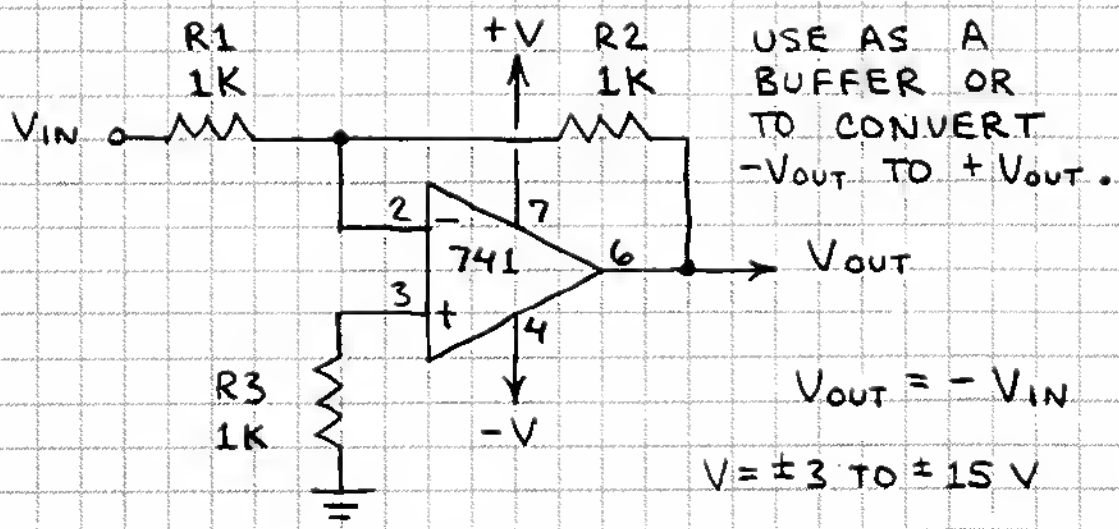 R1
1K
+V
R2
1K
USE AS A
BUFFER OR
TO CONVERT
-VOUT TO +VOUT.
VIN
2
-
7
741
6
VOUT
3
+
4
R3
1K
-V
VOUT = - VIN
V = ±3 TO ±15 V